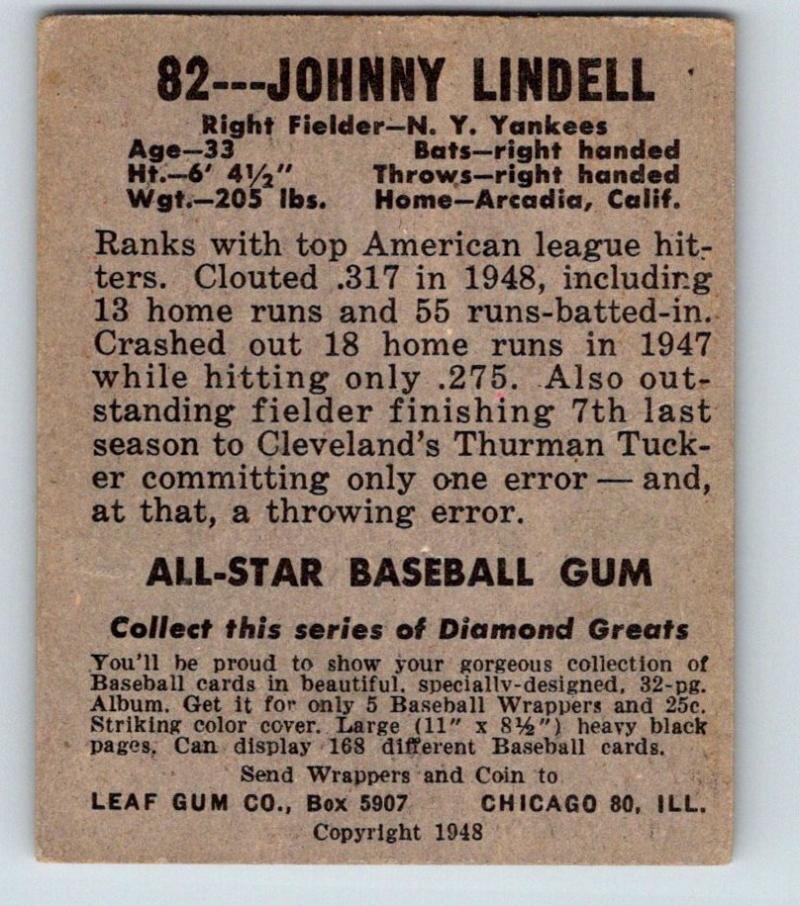 82---JOHNNY LINDELL
Right Fielder—N. Y. Yankees
Age—33 Bats—right handed
Ht.—6' 4½" Throws—right handed
Wgt.—205 lbs. Home—Arcadia, Calif.
Ranks with top American league hit-
ters. Clouted .317 in 1948, including
13 home runs and 55 runs-batted-in.
Crashed out 18 home runs in 1947
while hitting only .275. Also out-
standing fielder finishing 7th last
season to Cleveland's Thurman Tuck-
er committing only one error — and,
at that, a throwing error.
ALL-STAR BASEBALL GUM
Collect this series of Diamond Greats
You'll be proud to show your gorgeous collection of
Baseball cards in beautiful, specially-designed, 32-pg.
Album. Get it for only 5 Baseball Wrappers and 25c.
Striking color cover. Large (11" x 8½") heavy black
pages. Can display 168 different Baseball cards.
Send Wrappers and Coin to
LEAF GUM CO., Box 5907 CHICAGO 80, ILL.
Copyright 1948